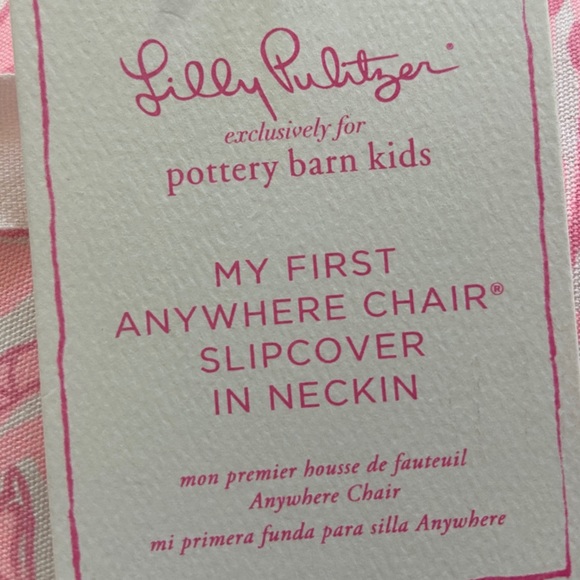 Lilly Pulitzer®
exclusively for
pottery barn kids
MY FIRST
ANYWHERE CHAIR®
SLIPCOVER
IN NECKIN
mon premier housse de fauteuil
Anywhere Chair
mi primera funda para silla Anywhere